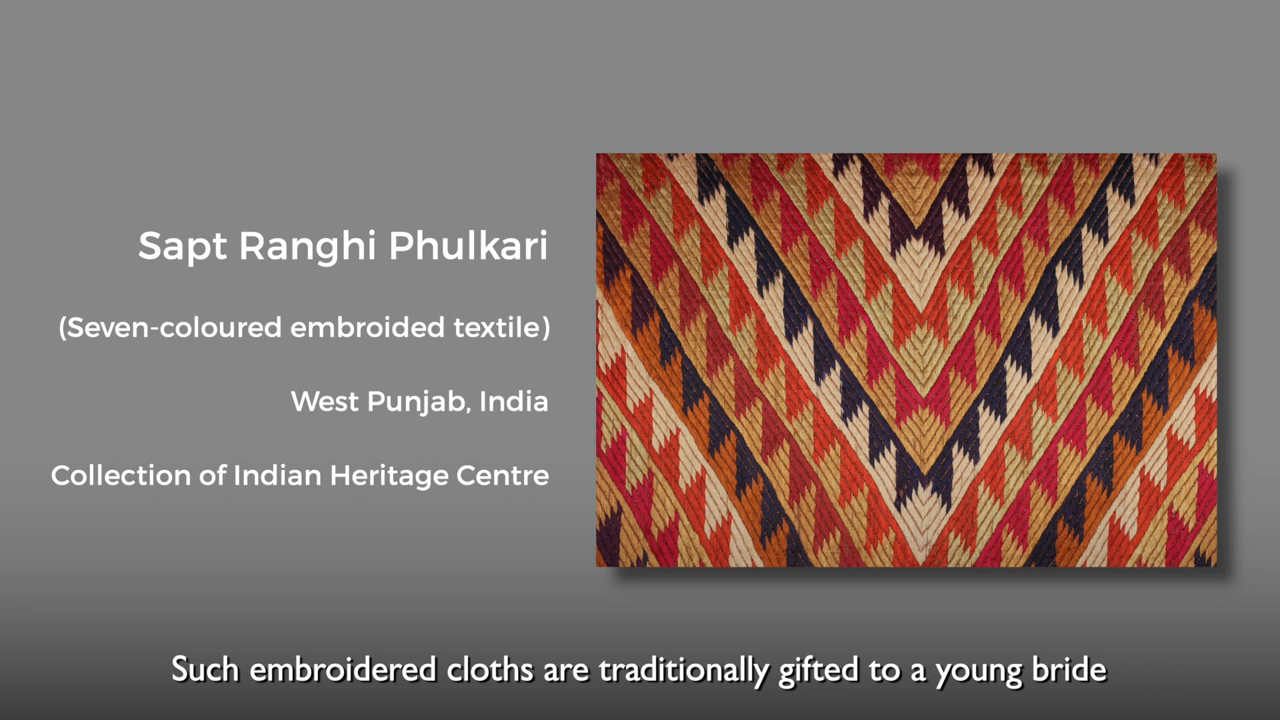 Sapt Ranghi Phulkari
(Seven-coloured embroided textile)
West Punjab, India
Collection of Indian Heritage Centre
Such embroidered cloths are traditionally gifted to a young bride